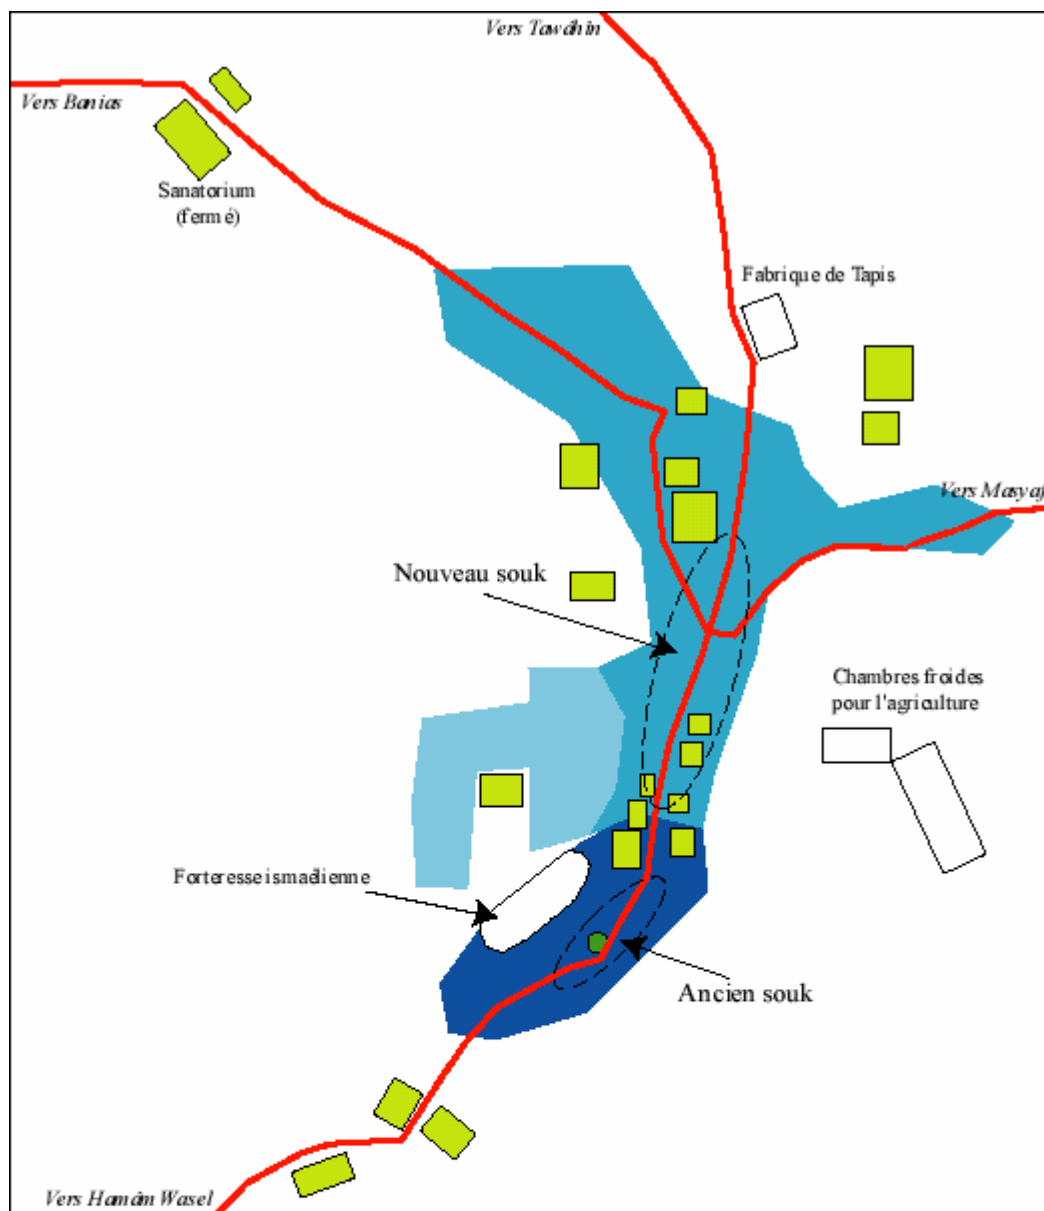 Vers Tawâhin
Vers Banias
Sanatorium
(fermé)
Fabrique de Tapis
Vers Masyaf
Nouveau souk
Chambres froides
pour l'agriculture
Forteresse ismaélienne
Ancien souk
Vers Hamâm Wasel